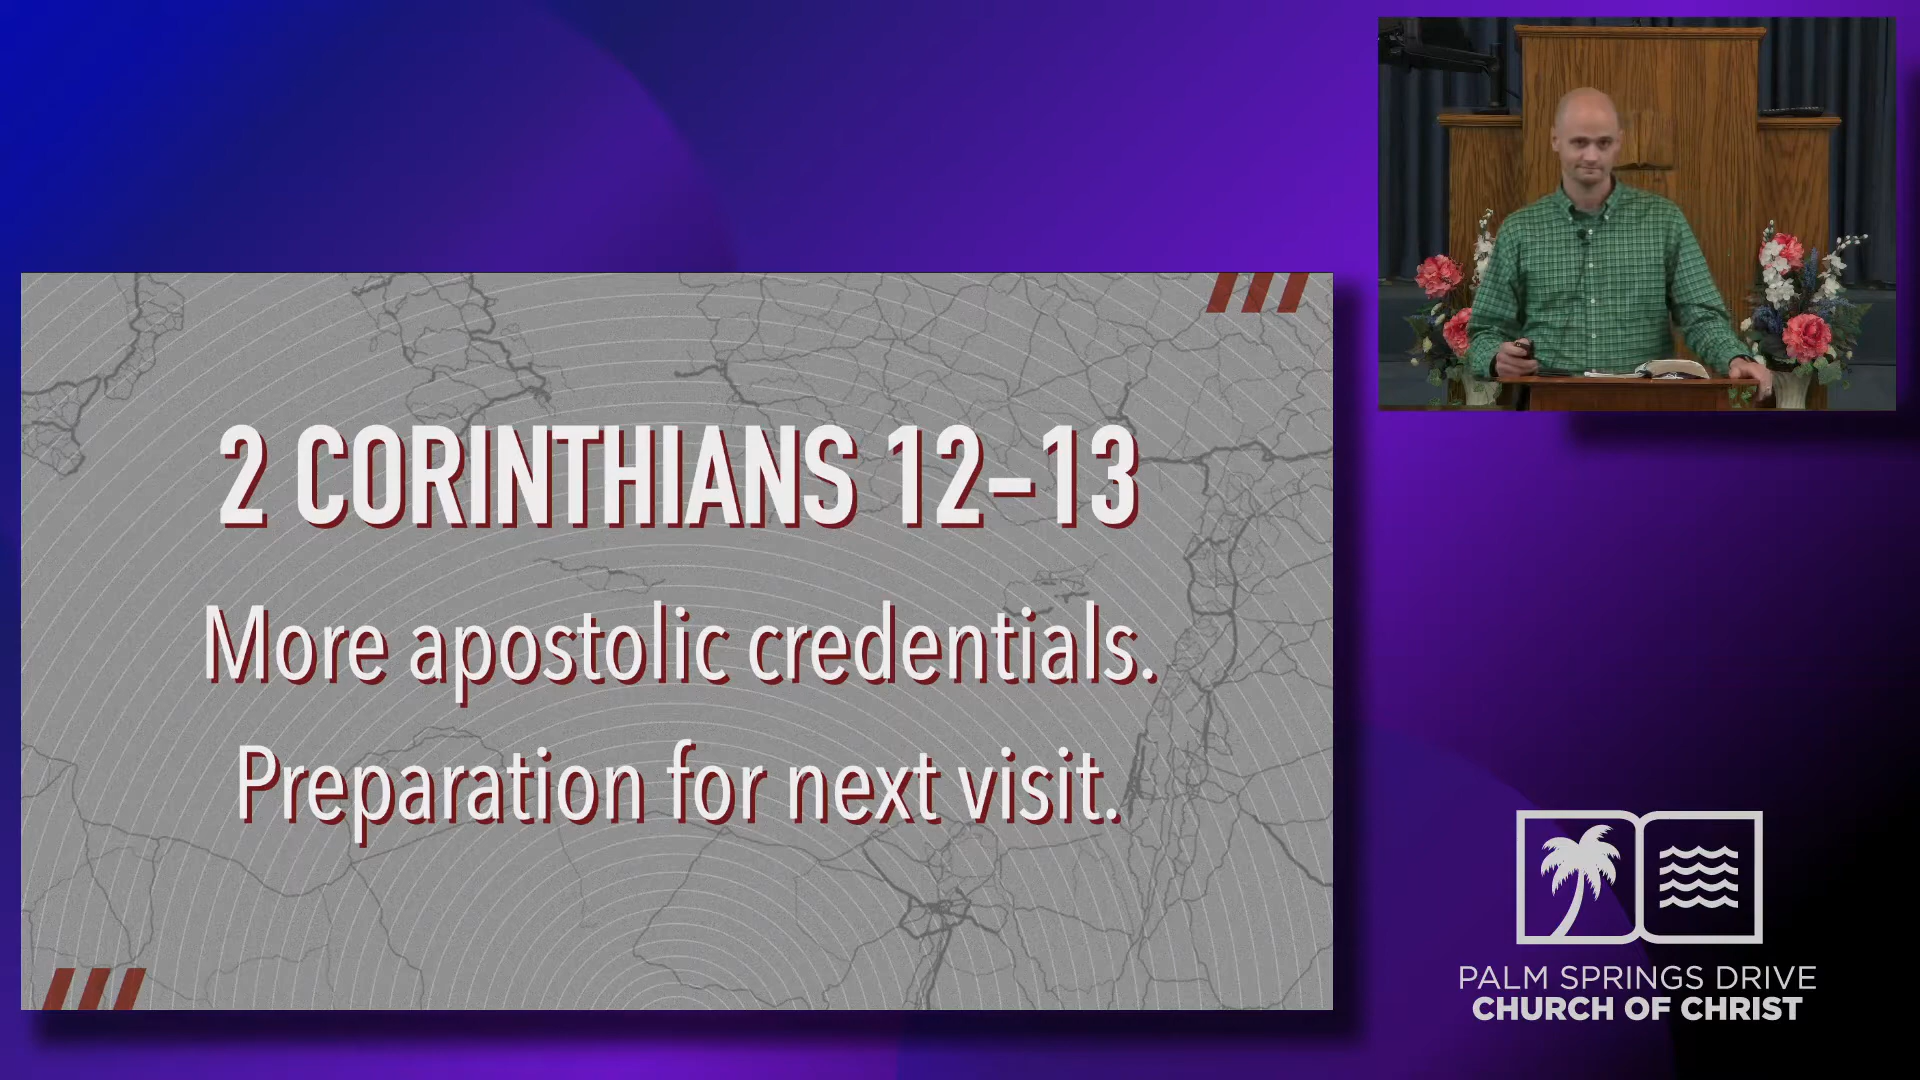 2 CORINTHIANS 12–13
More apostolic credentials.
Preparation for next visit.
PALM SPRINGS DRIVE
CHURCH OF CHRIST